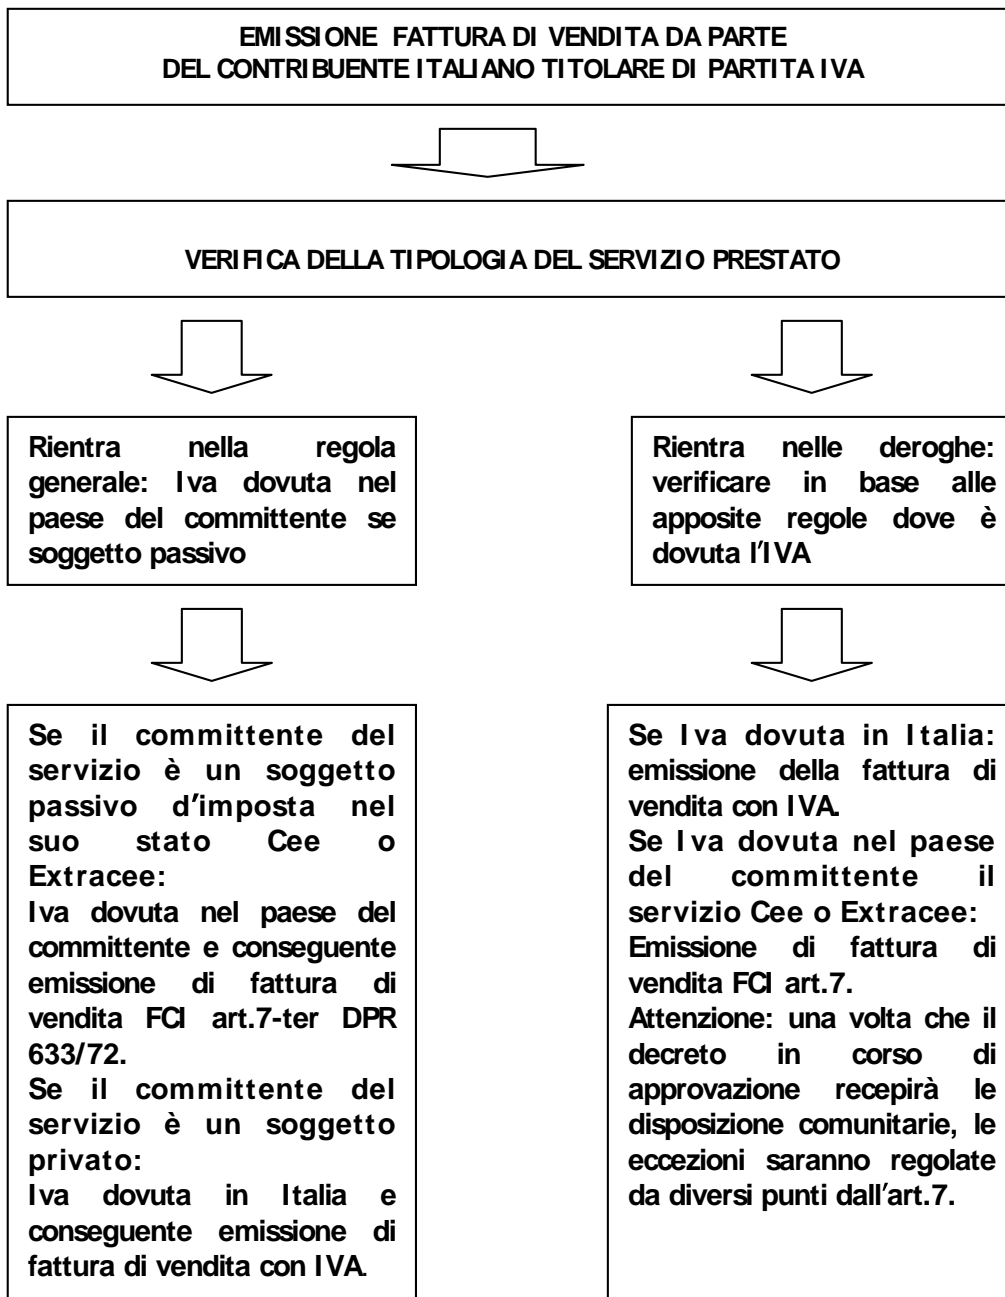 EMISSIONE FATTURA DI VENDITA DA PARTE
DEL CONTRIBUENTE ITALIANO TITOLARE DI PARTITA IVA
VERIFICA DELLA TIPOLOGIA DEL SERVIZIO PRESTATO
Rientra nella regola
generale: Iva dovuta nel
paese del committente se
soggetto passivo
Rientra nelle deroghe:
verificare in base alle
apposite regole dove è
dovuta l'IVA
Se il committente del
servizio è un soggetto
passivo d'imposta nel
suo stato Cee o
Extracee:
Iva dovuta nel paese del
committente e conseguente
emissione di fattura di
vendita FCI art.7-ter DPR
633/72.
Se il committente del
servizio è un soggetto
privato:
Iva dovuta in Italia e
conseguente emissione di
fattura di vendita con IVA.
Se Iva dovuta in Italia:
emissione della fattura di
vendita con IVA.
Se Iva dovuta nel paese
del committente il
servizio Cee o Extracee:
Emissione di fattura di
vendita FCI art.7.
Attenzione: una volta che il
decreto in corso di
approvazione recepirà le
disposizione comunitarie, le
eccezioni saranno regolate
da diversi punti dall'art.7.